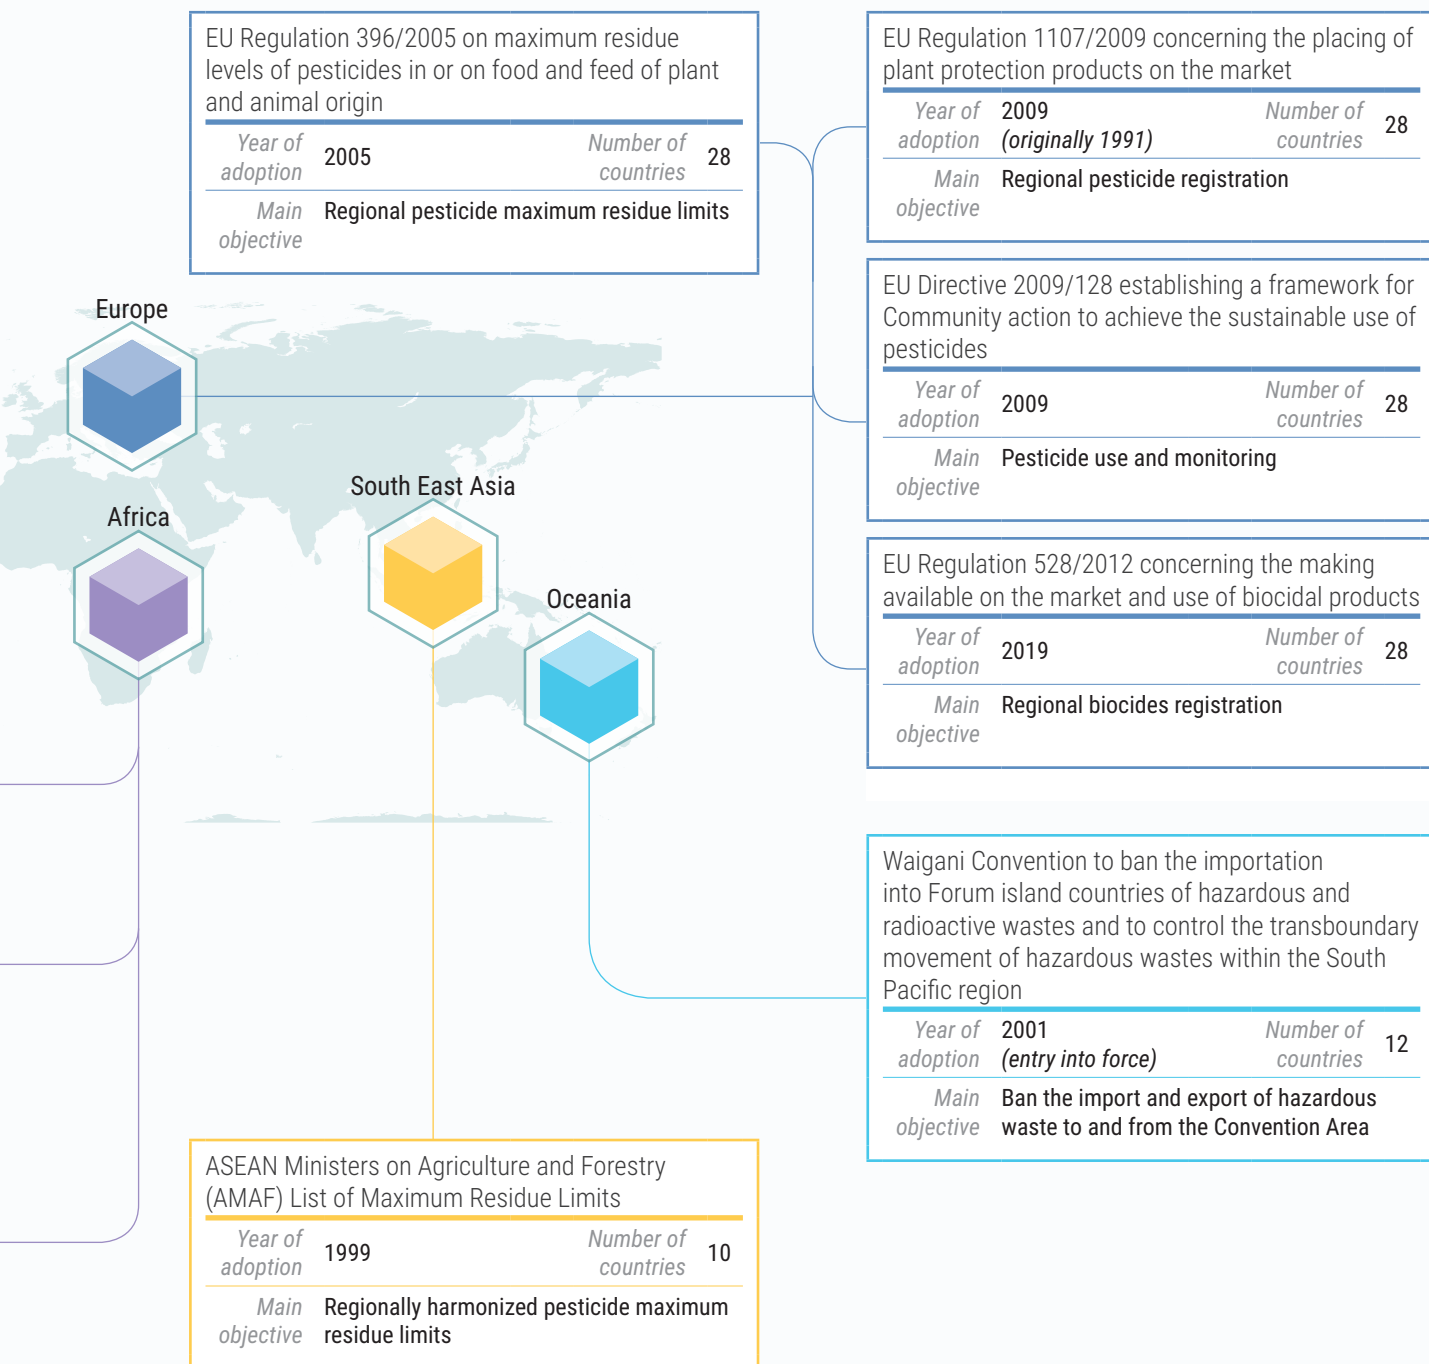 EU Regulation 396/2005 on maximum residue
levels of pesticides in or on food and feed of plant
and animal origin
Year of
adoption
2005
Number of
countries
28
Main
objective
Regional pesticide maximum residue limits
EU Regulation 1107/2009 concerning the placing of
plant protection products on the market
Year of
adoption
2009
(originally 1991)
Number of
countries
28
Main
objective
Regional pesticide registration
EU Directive 2009/128 establishing a framework for
Community action to achieve the sustainable use of
pesticides
Year of
adoption
2009
Number of
countries
28
Main
objective
Pesticide use and monitoring
EU Regulation 528/2012 concerning the making
available on the market and use of biocidal products
Year of
adoption
2019
Number of
countries
28
Main
objective
Regional biocides registration
Europe
Africa
South East Asia
Oceania
Waigani Convention to ban the importation
into Forum island countries of hazardous and
radioactive wastes and to control the transboundary
movement of hazardous wastes within the South
Pacific region
Year of
adoption
2001
(entry into force)
Number of
countries
12
Main
objective
Ban the import and export of hazardous
waste to and from the Convention Area
ASEAN Ministers on Agriculture and Forestry
(AMAF) List of Maximum Residue Limits
Year of
adoption
1999
Number of
countries
10
Main
objective
Regionally harmonized pesticide maximum
residue limits